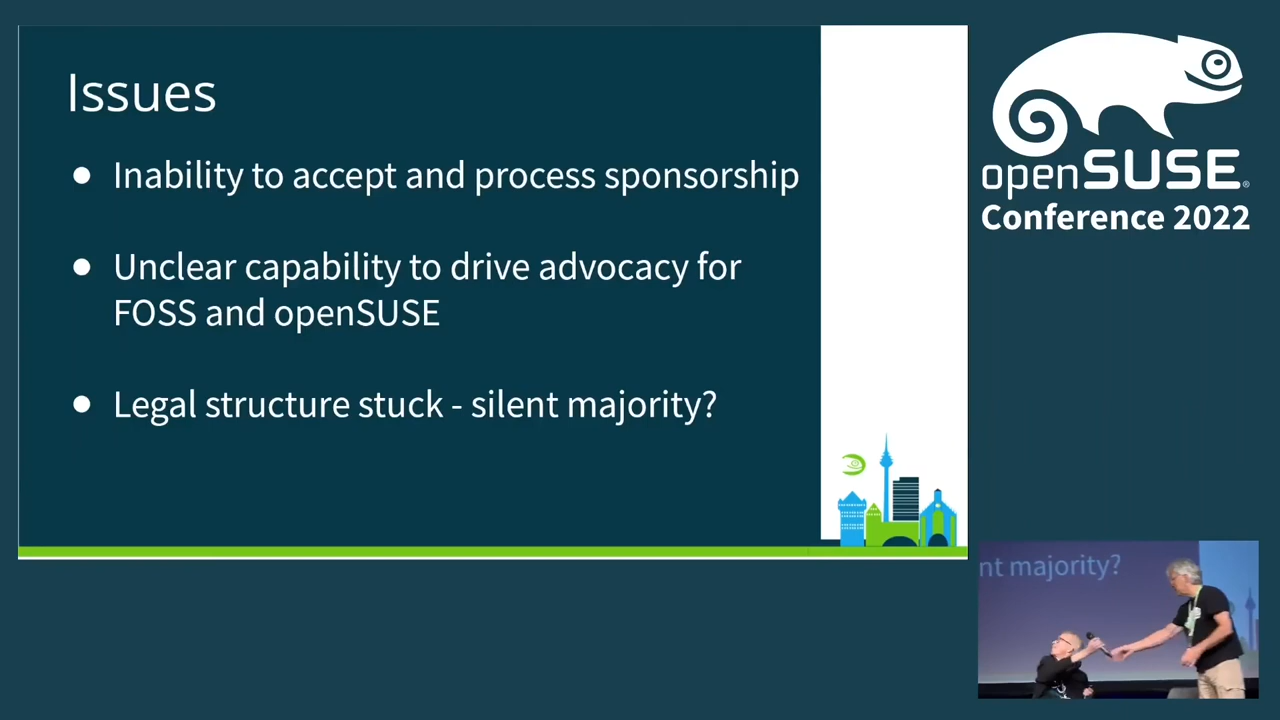 Issues
● Inability to accept and process sponsorship
● Unclear capability to drive advocacy for
FOSS and openSUSE
● Legal structure stuck - silent majority?
openSUSE®
Conference 2022
nt majority?